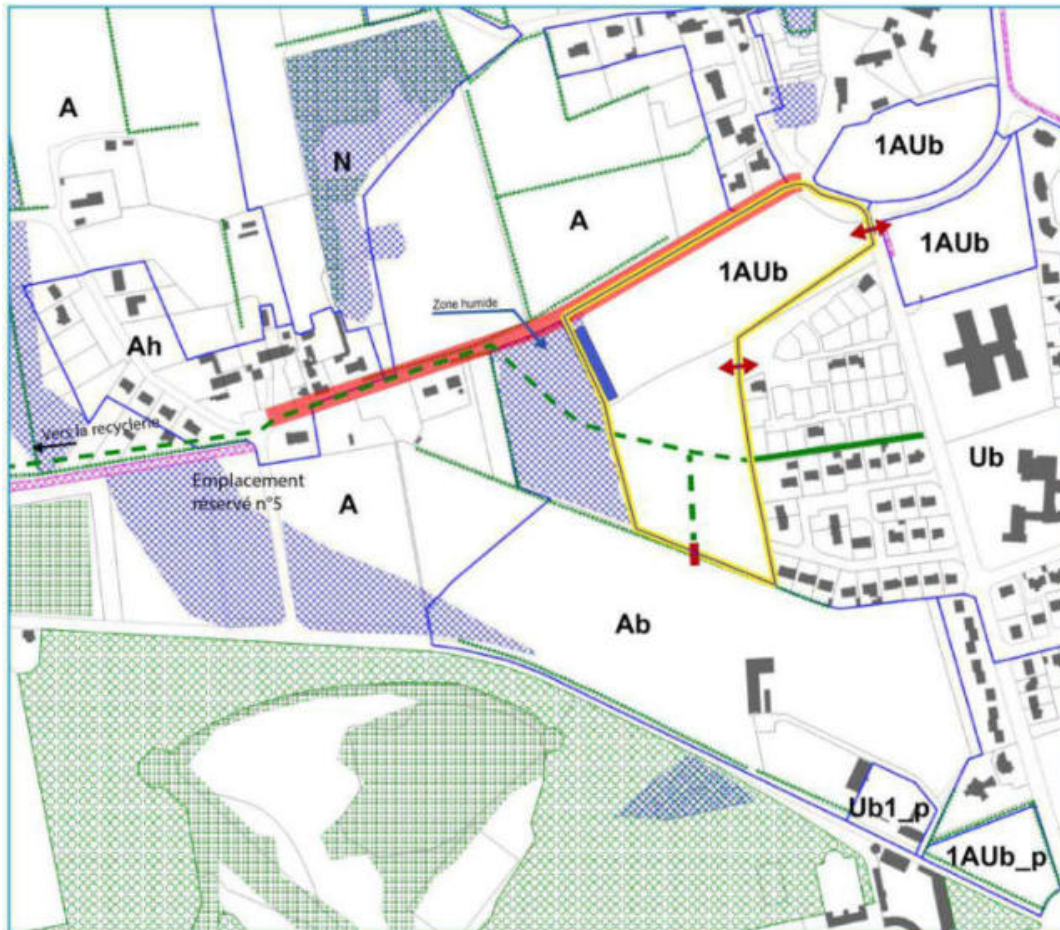 A
N
1AUb
A
1AUb
1AUb
Zone humide
Ah
Vers la recyclerie
Ub
Emplacement
réservé n°5
A
Ab
Ub1_p
1AUb_p